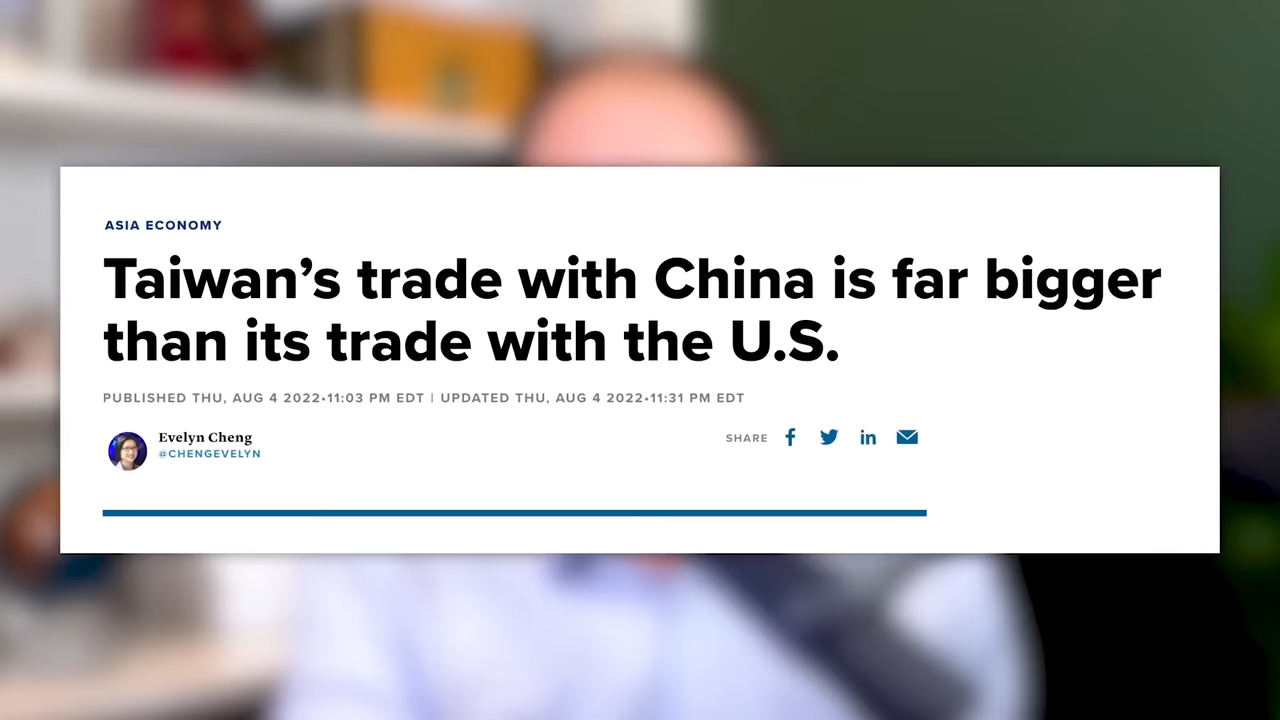 ASIA ECONOMY
Taiwan’s trade with China is far bigger
than its trade with the U.S.
PUBLISHED THU, AUG 4 2022•11:03 PM EDT | UPDATED THU, AUG 4 2022•11:31 PM EDT
Evelyn Cheng
@CHENGEVELYN
SHARE